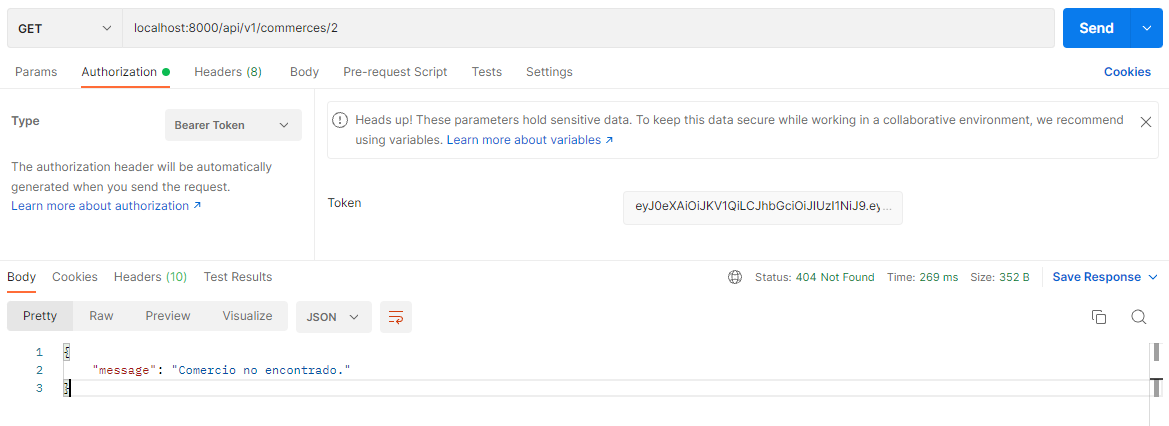 GET localhost:8000/api/v1/commerces/2 Send
Params Authorization Headers (8) Body Pre-request Script Tests Settings Cookies
Type Bearer Token
The authorization header will be automatically
generated when you send the request.
Learn more about authorization ↗
Heads up! These parameters hold sensitive data. To keep this data secure while working in a collaborative environment, we recommend
using variables. Learn more about variables ↗
Token eyJ0eXAiOiJKV1QiLCJhbGciOiJIUzI1NiJ9.ey...
Body Cookies Headers (10) Test Results Status: 404 Not Found Time: 269 ms Size: 352 B Save Response
Pretty Raw Preview Visualize JSON
1 {
2 "message": "Comercio no encontrado."
3 }